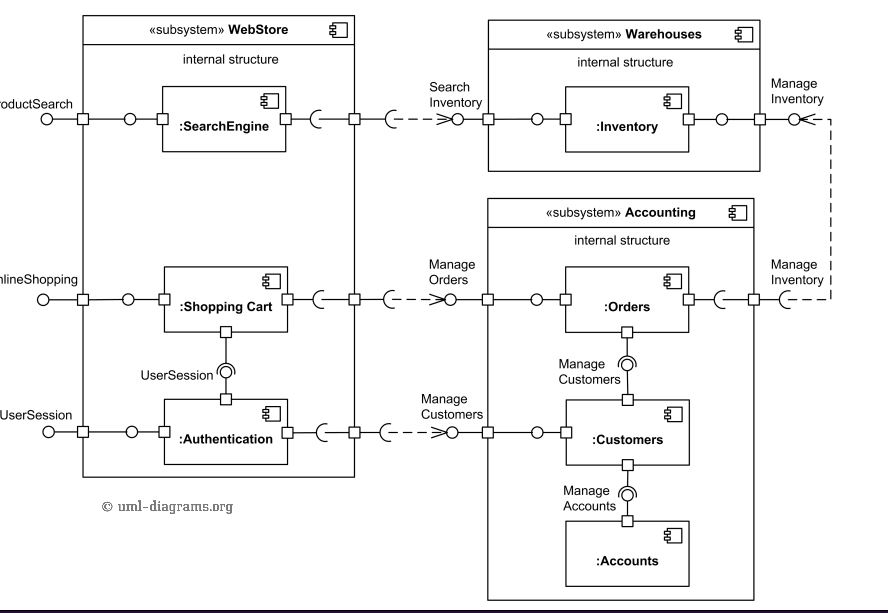 «subsystem» WebStore
internal structure
roductSearch
:SearchEngine
Search
Inventory
«subsystem» Warehouses
internal structure
:Inventory
Manage
Inventory
«subsystem» Accounting
internal structure
nlineShopping
:Shopping Cart
Manage
Orders
:Orders
Manage
Inventory
UserSession
Manage
Customers
UserSession
:Authentication
Manage
Customers
:Customers
Manage
Accounts
:Accounts
© uml-diagrams.org